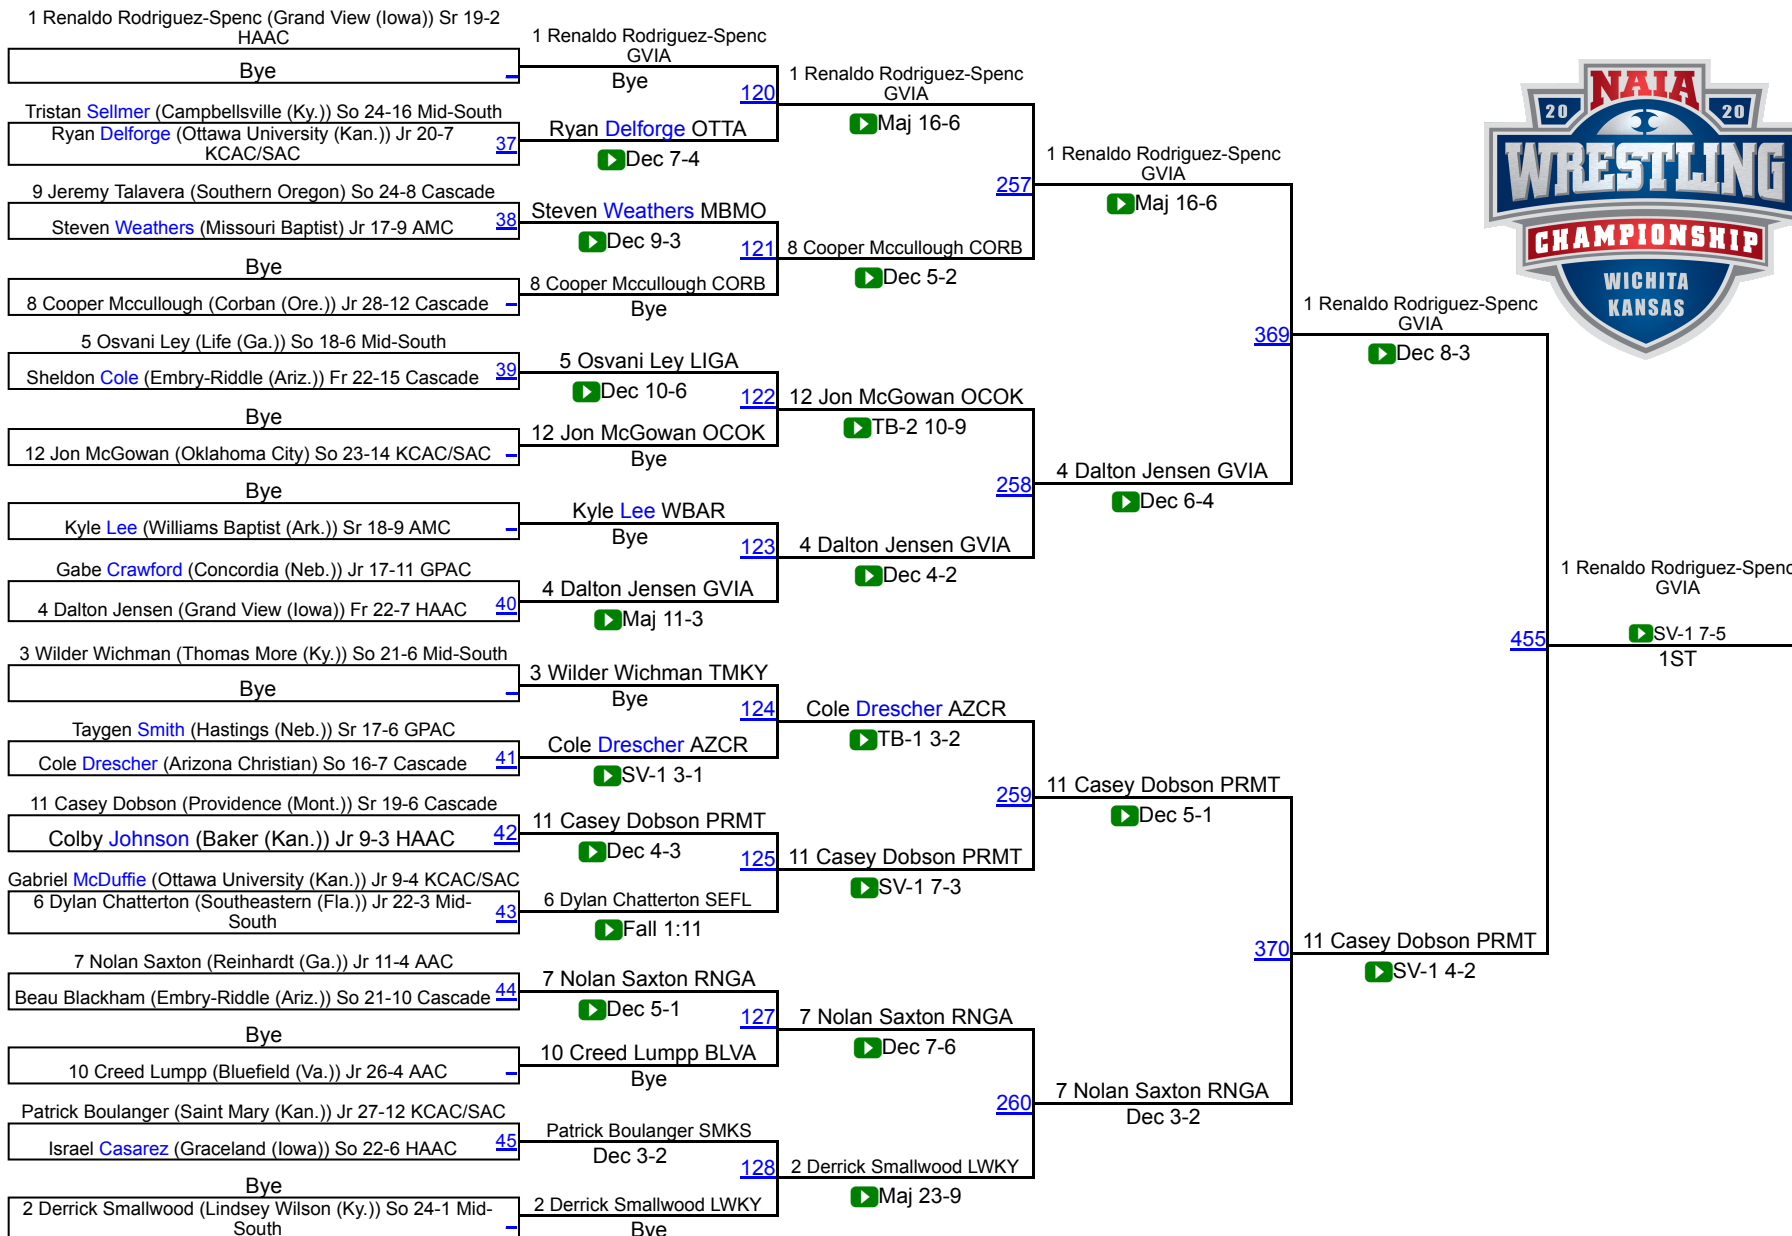 1 Renaldo Rodriguez-Spenc (Grand View (Iowa)) Sr 19-2
HAAC
Bye
Tristan Sellmer (Campbellsville (Ky.)) So 24-16 Mid-South
Ryan Delforge (Ottawa University (Kan.)) Jr 20-7
KCAC/SAC
37
9 Jeremy Talavera (Southern Oregon) So 24-8 Cascade
Steven Weathers (Missouri Baptist) Jr 17-9 AMC
38
Bye
8 Cooper Mccullough (Corban (Ore.)) Jr 28-12 Cascade
5 Osvani Ley (Life (Ga.)) So 18-6 Mid-South
Sheldon Cole (Embry-Riddle (Ariz.)) Fr 22-15 Cascade
39
Bye
12 Jon McGowan (Oklahoma City) So 23-14 KCAC/SAC
Bye
Kyle Lee (Williams Baptist (Ark.)) Sr 18-9 AMC
Gabe Crawford (Concordia (Neb.)) Jr 17-11 GPAC
4 Dalton Jensen (Grand View (Iowa)) Fr 22-7 HAAC
40
3 Wilder Wichman (Thomas More (Ky.)) So 21-6 Mid-South
Bye
Taygen Smith (Hastings (Neb.)) Sr 17-6 GPAC
Cole Drescher (Arizona Christian) So 16-7 Cascade
41
11 Casey Dobson (Providence (Mont.)) Sr 19-6 Cascade
Colby Johnson (Baker (Kan.)) Jr 9-3 HAAC
42
Gabriel McDuffie (Ottawa University (Kan.)) Jr 9-4 KCAC/SAC
6 Dylan Chatterton (Southeastern (Fla.)) Jr 22-3 Mid-
South
43
7 Nolan Saxton (Reinhardt (Ga.)) Jr 11-4 AAC
Beau Blackham (Embry-Riddle (Ariz.)) So 21-10 Cascade
44
Bye
10 Creed Lumpp (Bluefield (Va.)) Jr 26-4 AAC
Patrick Boulanger (Saint Mary (Kan.)) Jr 27-12 KCAC/SAC
Israel Casarez (Graceland (Iowa)) So 22-6 HAAC
45
Bye
2 Derrick Smallwood (Lindsey Wilson (Ky.)) So 24-1 Mid-
South
1 Renaldo Rodriguez-Spenc
GVIA
Bye
120
Ryan Delforge OTTA
Dec 7-4
Steven Weathers MBMO
Dec 9-3
121
8 Cooper Mccullough CORB
Bye
5 Osvani Ley LIGA
Dec 10-6
122
12 Jon McGowan OCOK
Bye
Kyle Lee WBAR
Bye
123
4 Dalton Jensen GVIA
Maj 11-3
3 Wilder Wichman TMKY
Bye
124
Cole Drescher AZCR
SV-1 3-1
11 Casey Dobson PRMT
Dec 4-3
125
6 Dylan Chatterton SEFL
Fall 1:11
7 Nolan Saxton RNGA
Dec 5-1
127
10 Creed Lumpp BLVA
Bye
Patrick Boulanger SMKS
Dec 3-2
128
2 Derrick Smallwood LWKY
Bye
1 Renaldo Rodriguez-Spenc
GVIA
Maj 16-6
257
8 Cooper Mccullough CORB
Dec 5-2
12 Jon McGowan OCOK
TB-2 10-9
258
4 Dalton Jensen GVIA
Dec 4-2
Cole Drescher AZCR
TB-1 3-2
259
11 Casey Dobson PRMT
SV-1 7-3
7 Nolan Saxton RNGA
Dec 7-6
260
2 Derrick Smallwood LWKY
Maj 23-9
1 Renaldo Rodriguez-Spenc
GVIA
Maj 16-6
369
4 Dalton Jensen GVIA
Dec 6-4
11 Casey Dobson PRMT
Dec 5-1
370
7 Nolan Saxton RNGA
Dec 3-2
1 Renaldo Rodriguez-Spenc
GVIA
Dec 8-3
455
11 Casey Dobson PRMT
SV-1 4-2
1 Renaldo Rodriguez-Spenc
GVIA
SV-1 7-5
1ST
NAIA
20 20
WRESTLING
CHAMPIONSHIP
WICHITA
KANSAS